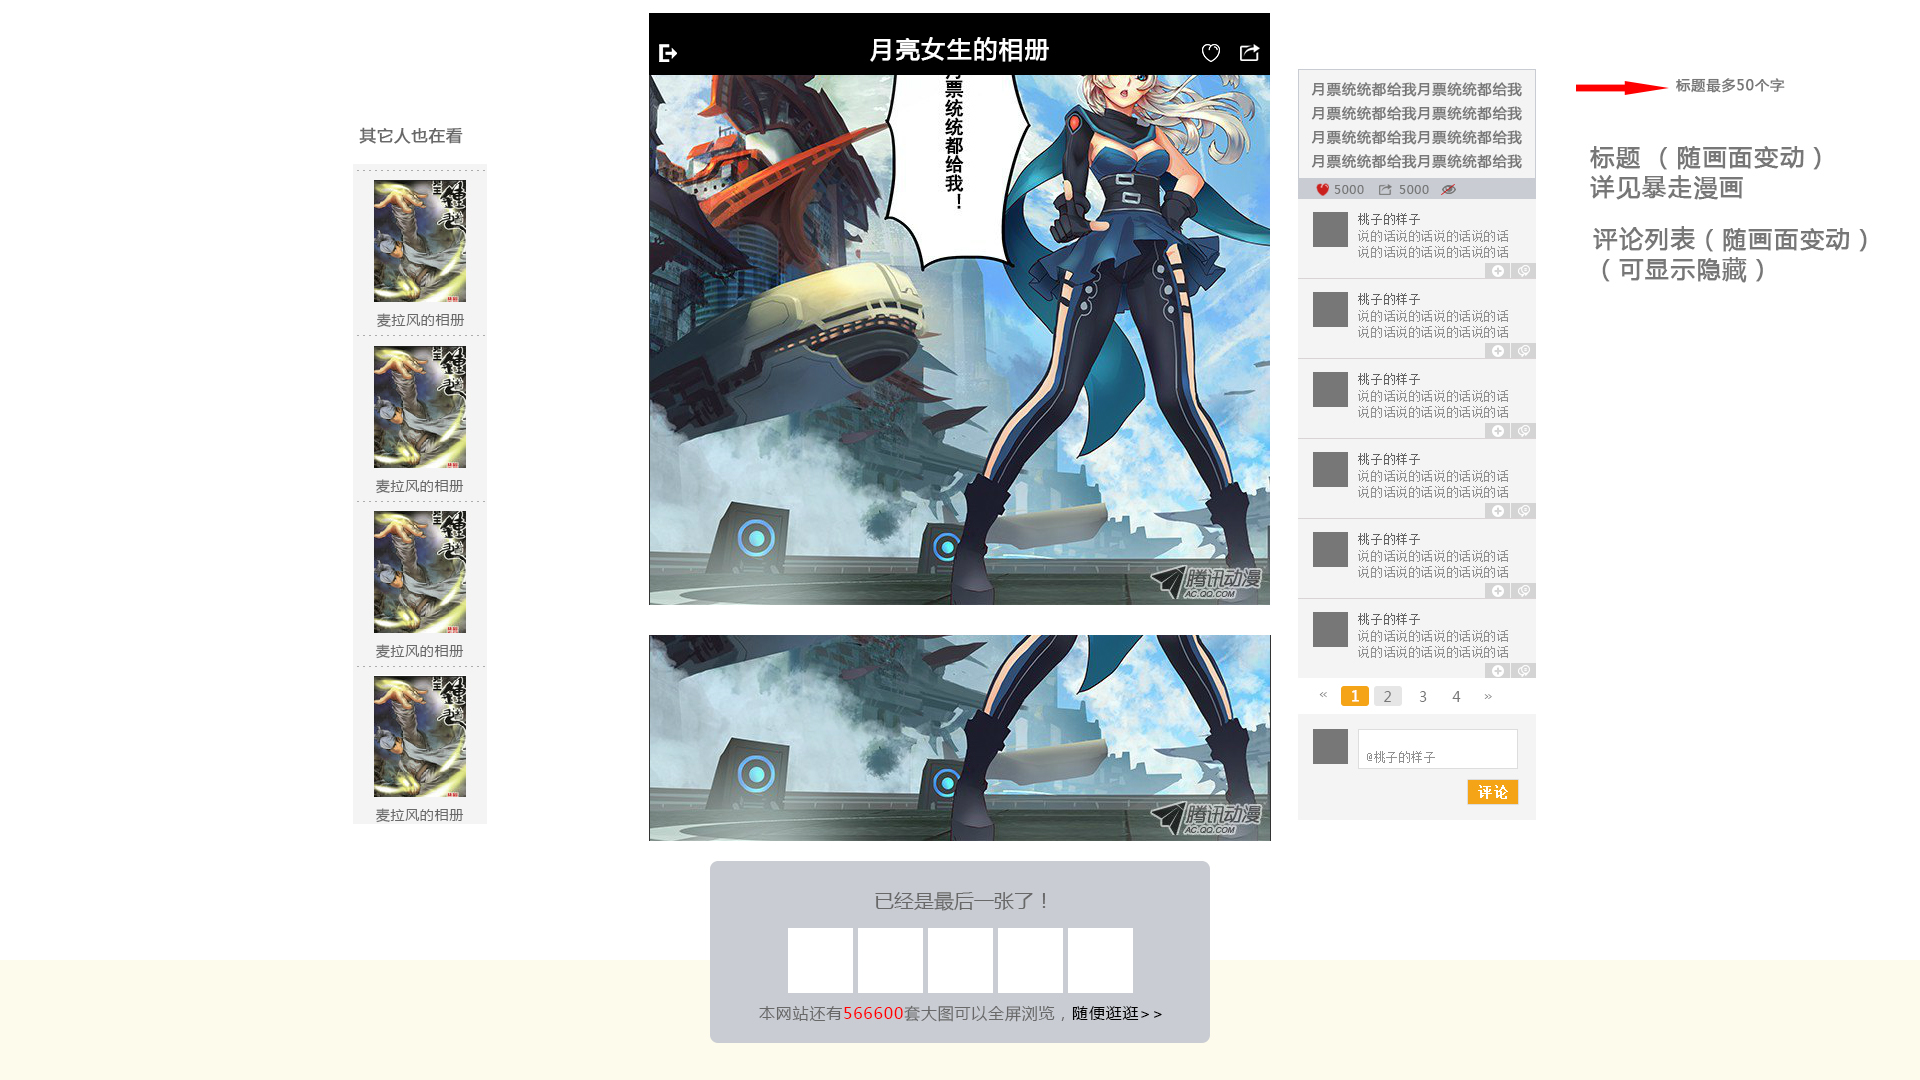 月亮女生的相册
其它人也在看
麦拉风的相册
麦拉风的相册
麦拉风的相册
麦拉风的相册
月票统统都给我！
腾讯动漫
AC.QQ.COM
腾讯动漫
AC.QQ.COM
月票统统都给我月票统统都给我
月票统统都给我月票统统都给我
月票统统都给我月票统统都给我
月票统统都给我月票统统都给我
5000 5000
桃子的样子
说的话说的话说的话说的话
说的话说的话说的话说的话
桃子的样子
说的话说的话说的话说的话
说的话说的话说的话说的话
桃子的样子
说的话说的话说的话说的话
说的话说的话说的话说的话
桃子的样子
说的话说的话说的话说的话
说的话说的话说的话说的话
桃子的样子
说的话说的话说的话说的话
说的话说的话说的话说的话
桃子的样子
说的话说的话说的话说的话
说的话说的话说的话说的话
« 1 2 3 4 »
@桃子的样子
评论
标题最多50个字
标题（随画面变动）
详见暴走漫画
评论列表（随画面变动）
（可显示隐藏）
已经是最后一张了！
本网站还有566600套大图可以全屏浏览，随便逛逛>>